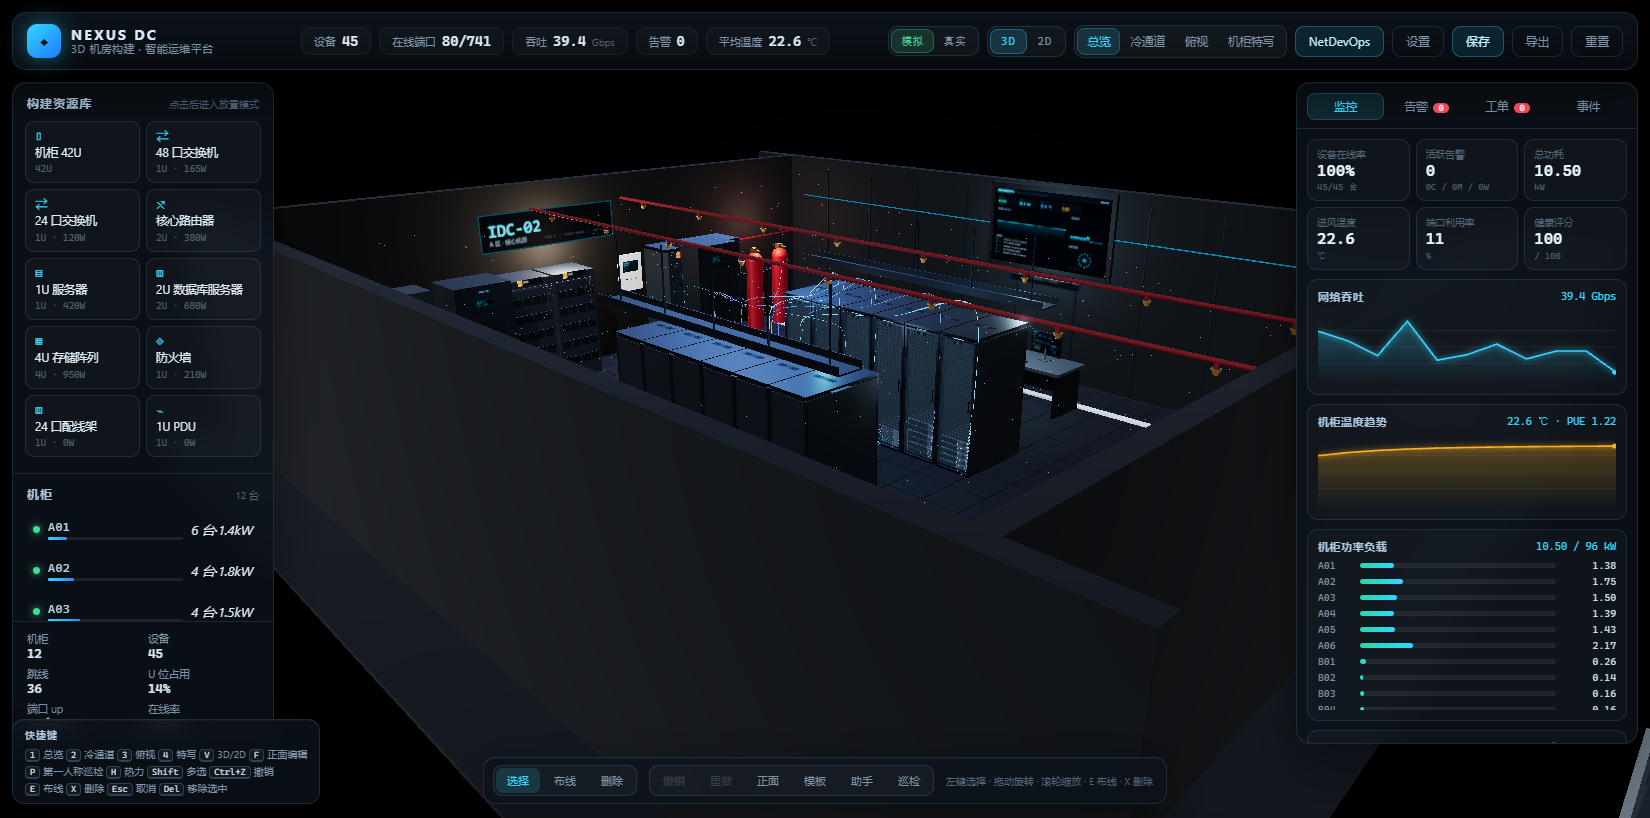 NEXUS DC
3D 机房构建 · 智能运维平台
设备 45
在线端口 80/741
吞吐 39.4 Gbps
告警 0
平均温度 22.6 ℃
模拟 真实
3D 2D
总览 冷通道 俯视 机柜特写
NetDevOps
设置
保存
导出
重置
构建资源库
点击后进入放置模式
机柜 42U
42U
48 口交换机
1U · 165W
24 口交换机
1U · 120W
核心路由器
2U · 380W
1U 服务器
1U · 420W
2U 数据库服务器
2U · 680W
4U 存储阵列
4U · 950W
防火墙
1U · 210W
24 口配线架
1U · 0W
1U PDU
1U · 0W
机柜
12 台
A01
6 台·1.4kW
A02
4 台·1.8kW
A03
4 台·1.5kW
机柜
12
设备
45
跳线
36
U 位占用
14%
端口 up
在线率
快捷键
1 总览 2 冷通道 3 俯视 4 特写 V 3D/2D F 正面编辑
P 第一人称巡检 H 热力 Shift 多选 Ctrl+Z 撤销
E 布线 X 删除 Esc 取消 Del 移除选中
IDC-02
A 区 · 核心机房
选择 布线 删除
撤销 重做 正面 模板 助手 巡检
左键选择 · 拖动旋转 · 滚轮缩放 · E 布线 · X 删除
监控
告警 0
工单 0
事件
设备在线率
100%
45/45 台
活跃告警
0
0C / 0M / 0W
总功耗
10.50
kW
进风温度
22.6
℃
端口利用率
11
%
健康评分
100
/ 100
网络吞吐
39.4 Gbps
机柜温度趋势
22.6 ℃ · PUE 1.22
机柜功率负载
10.50 / 96 kW
A01 1.38
A02 1.75
A03 1.50
A04 1.39
A05 1.43
A06 2.17
B01 0.26
B02 0.14
B03 0.16
B04 0.16